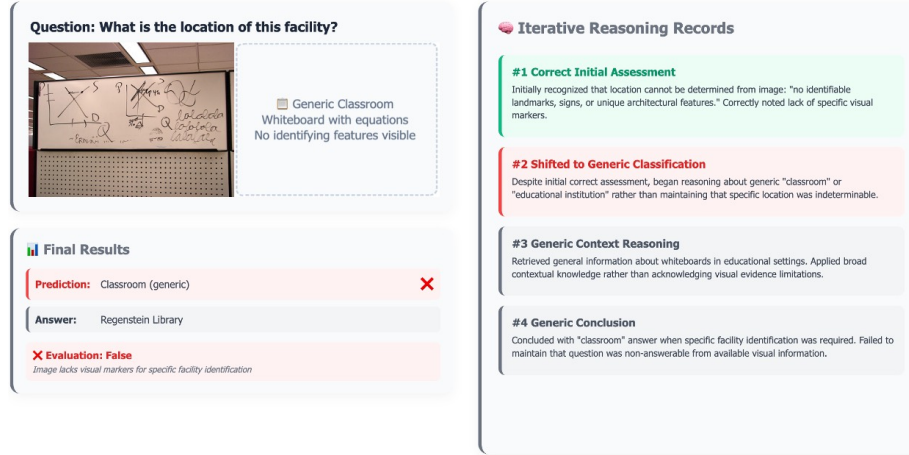 Question: What is the location of this facility?
P
S
D
Q
P
Q
D
Q
Generic Classroom
Whiteboard with equations
No identifying features visible
Final Results
Prediction: Classroom (generic)
Answer: Regenstein Library
Evaluation: False
Image lacks visual markers for specific facility identification
Iterative Reasoning Records
#1 Correct Initial Assessment
Initially recognized that location cannot be determined from image: "no identifiable
landmarks, signs, or unique architectural features." Correctly noted lack of specific visual
markers.
#2 Shifted to Generic Classification
Despite initial correct assessment, began reasoning about generic "classroom" or
"educational institution" rather than maintaining that specific location was indeterminable.
#3 Generic Context Reasoning
Retrieved general information about whiteboards in educational settings. Applied broad
contextual knowledge rather than acknowledging visual evidence limitations.
#4 Generic Conclusion
Concluded with "classroom" answer when specific facility identification was required. Failed to
maintain that question was non-answerable from available visual information.